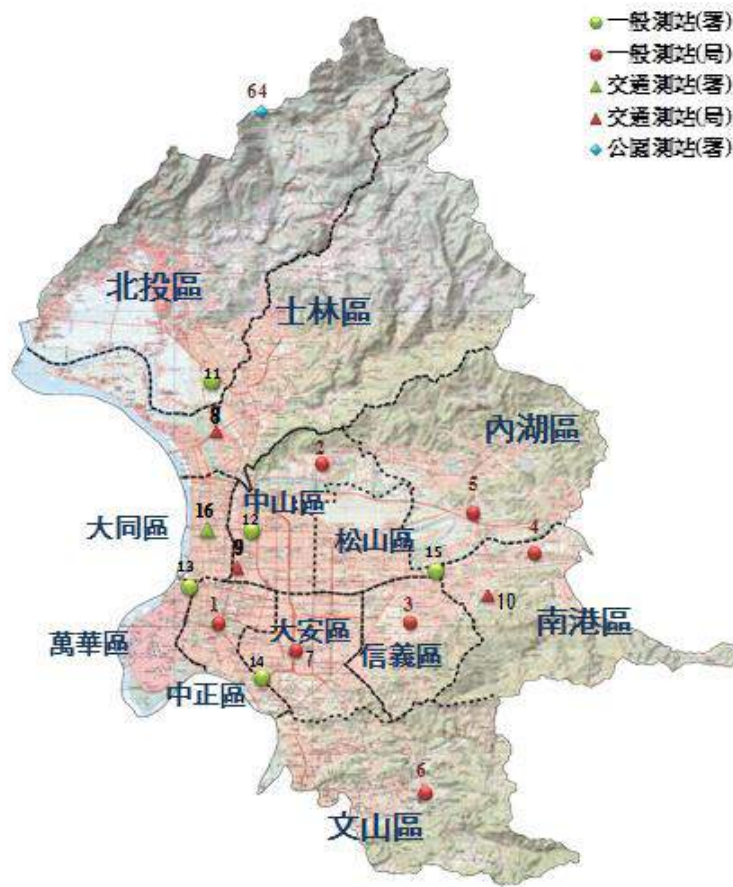 一般測站(署)
一般測站(局)
交通測站(署)
交通測站(局)
公園測站(署)
64
北投區
士林區
11
8
內湖區
2
5
中山區
16
12
大同區
松山區
4
9
15
13
10
1
3
南港區
大安區
萬華區
信義區
7
14
中正區
6
文山區